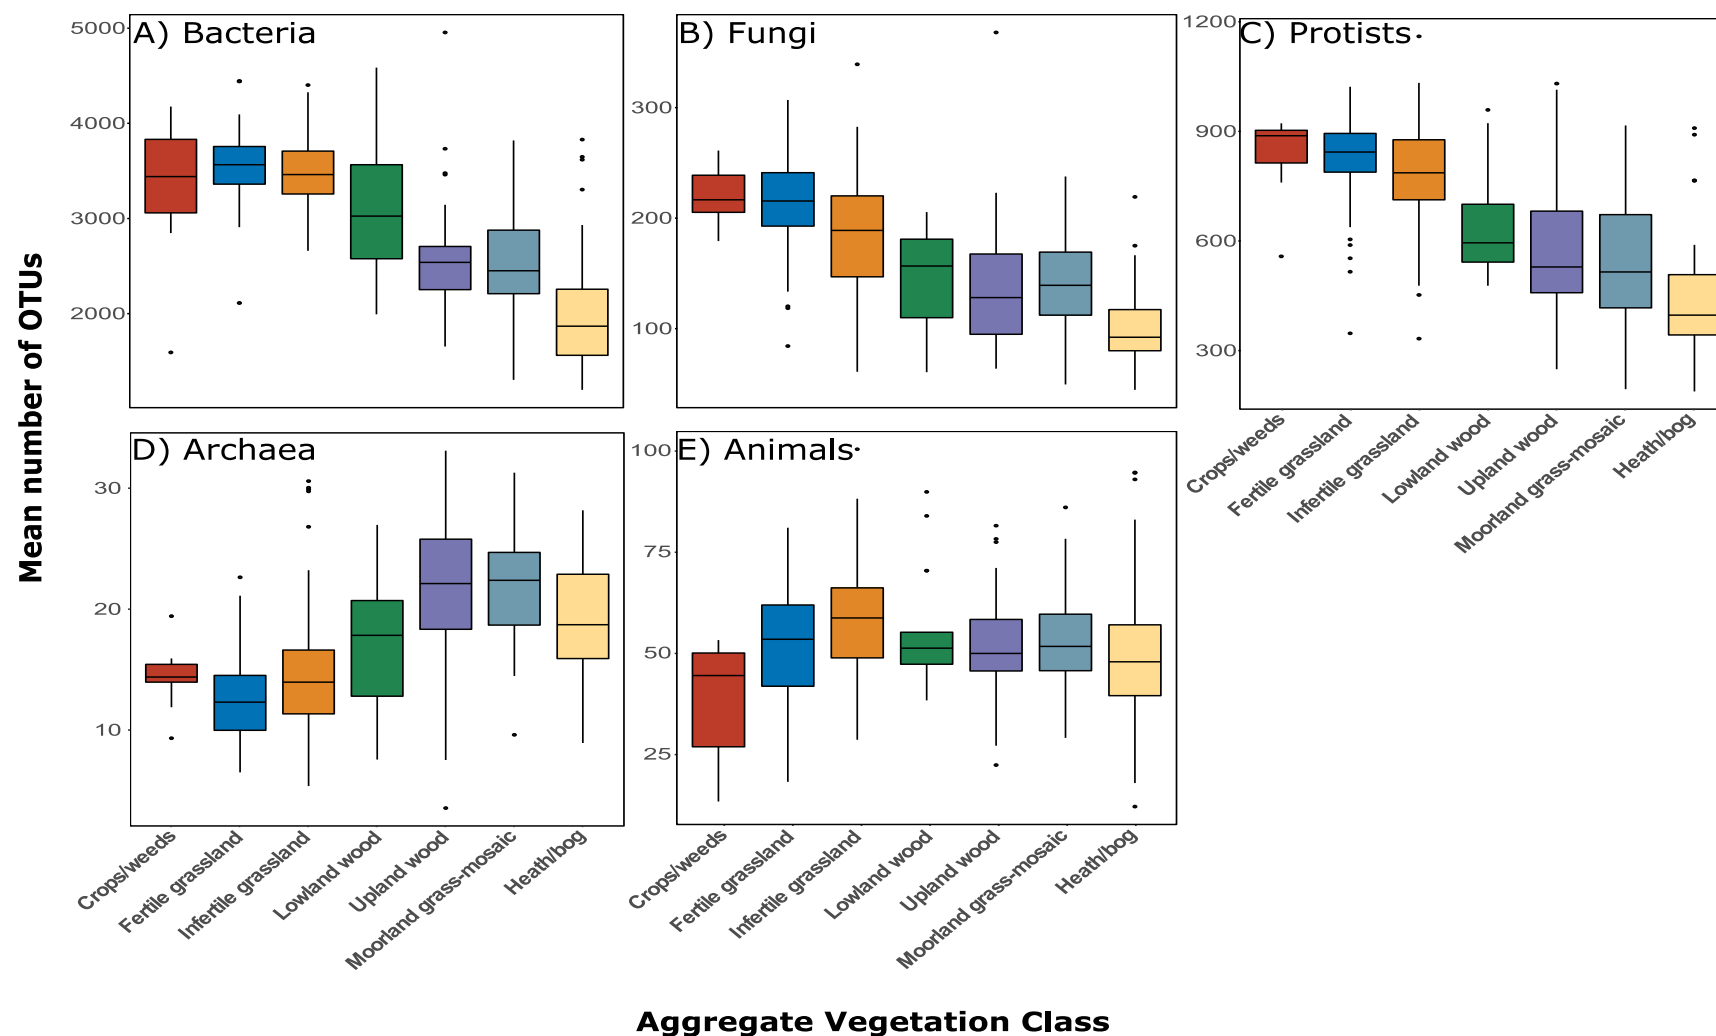 A) Bacteria
5000
4000
3000
2000
B) Fungi
300
200
100
C) Protists
1200
900
600
300
Crops/weeds
Fertile grassland
Infertile grassland
Lowland wood
Upland wood
Moorland grass-mosaic
Heath/bog
Mean number of OTUs
D) Archaea
30
20
10
Crops/weeds
Fertile grassland
Infertile grassland
Lowland wood
Upland wood
Moorland grass-mosaic
Heath/bog
E) Animals
100
75
50
25
Crops/weeds
Fertile grassland
Infertile grassland
Lowland wood
Upland wood
Moorland grass-mosaic
Heath/bog
Aggregate Vegetation Class